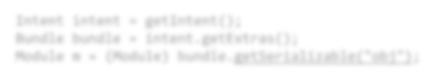 Intent intent = getIntent();
Bundle bundle = intent.getExtras();
Module m = (Module) bundle.getSerializable("obj");